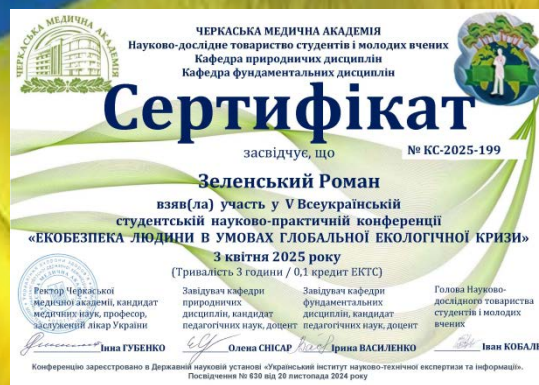 ЧЕРКАСЬКА МЕДИЧНА АКАДЕМІЯ
ЧЕРКАСЬКА МЕДИЧНА АКАДЕМІЯ
Науково-дослідне товариство студентів і молодих вчених
Кафедра природничих дисциплін
Кафедра фундаментальних дисциплін
Сертифікат
засвідчує, що
№ КС-2025-199
Зеленський Роман
взяв(ла) участь у V Всеукраїнській
студентській науково-практичній конференції
«ЕКОБЕЗПЕКА ЛЮДИНИ В УМОВАХ ГЛОБАЛЬНОЇ ЕКОЛОГІЧНОЇ КРИЗИ»
3 квітня 2025 року
(Тривалість 3 години / 0,1 кредит ЕКТС)
Ректор Черкаської
медичної академії, кандидат
медичних наук, професор,
заслужений лікар України
Інна ГУБЕНКО
Завідувач кафедри
природничих
дисциплін, кандидат
педагогічних наук, доцент
Олена СНІСАР
Завідувач кафедри
фундаментальних
дисциплін, кандидат
педагогічних наук, доцент
Ірина ВАСИЛЕНКО
Голова Науково-
дослідного товариства
студентів і молодих
вчених
Іван КОВАЛ
Конференцію зареєстровано в Державній науковій установі «Український інститут науково-технічної експертизи та інформації».
Посвідчення № 630 від 20 листопада 2024 року